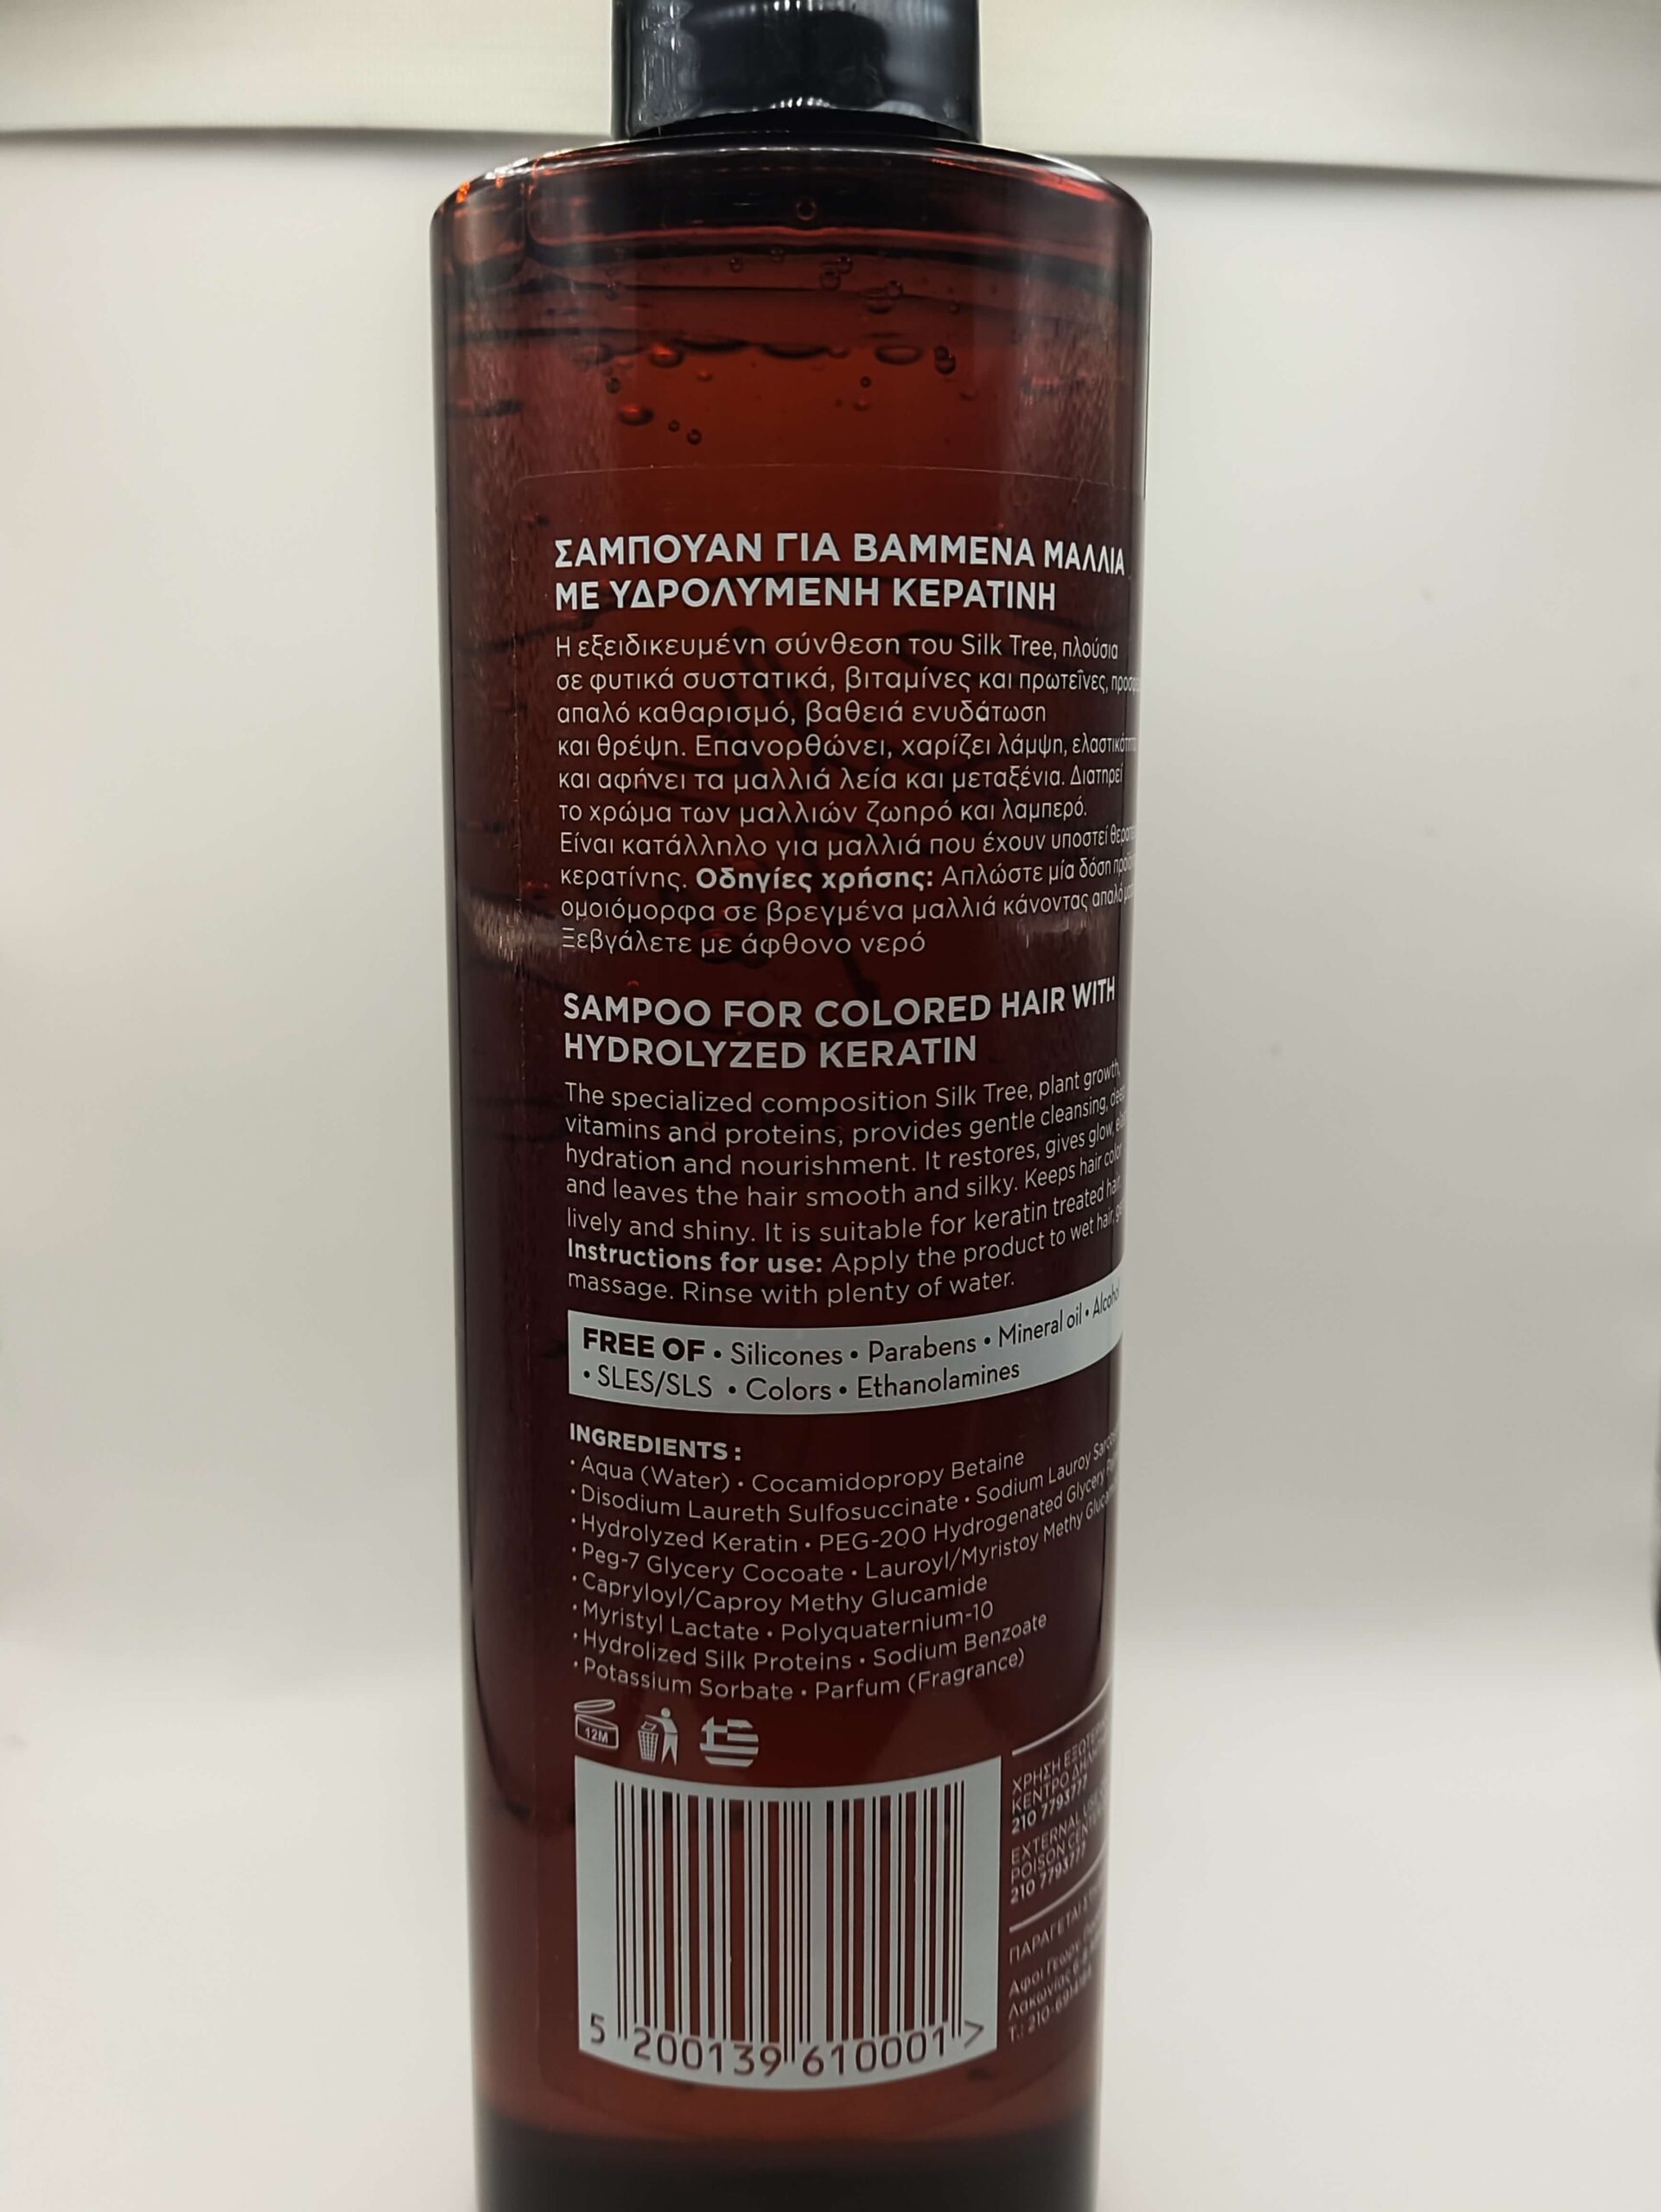 ΣΑΜΠΟΥΑΝ ΓΙΑ ΒΑΜΜΕΝΑ ΜΑΛΛΙΑ
ΜΕ ΥΔΡΟΛΥΜΕΝΗ ΚΕΡΑΤΙΝΗ
Η εξειδικευμένη σύνθεση του Silk Tree, πλούσια
σε φυτικά συστατικά, βιταμίνες και πρωτεΐνες,
απαλό καθαρισμό, βαθειά ενυδάτωση
και θρέψη. Επανορθώνει, χαρίζει λάμψη,
και αφήνει τα μαλλιά λεία και μεταξένια. Διατηρεί
το χρώμα των μαλλιών ζωηρό και λαμπερό.
Είναι κατάλληλο για μαλλιά που έχουν υποστεί
κερατίνης. Οδηγίες χρήσης: Απλώστε μία δόση
ομοιόμορφα σε βρεγμένα μαλλιά κάνοντας απαλό
Ξεβγάλετε με άφθονο νερό
SAMPOO FOR COLORED HAIR WITH
HYDROLYZED KERATIN
The specialized composition Silk Tree, plant growth,
vitamins and proteins, provides gentle cleansing,
hydration and nourishment. It restores, gives glow,
and leaves the hair smooth and silky. Keeps hair color
lively and shiny. It is suitable for keratin treated hair.
Instructions for use: Apply the product to wet hair,
massage. Rinse with plenty of water.
FREE OF • Silicones • Parabens • Mineral oil •
• SLES/SLS • Colors • Ethanolamines
INGREDIENTS :
• Aqua (Water) • Cocamidopropy Betaine
• Disodium Laureth Sulfosuccinate • Sodium Lauroy
• Hydrolyzed Keratin • PEG-200 Hydrogenated Glycery
• Peg-7 Glycery Cocoate • Lauroyl/Myristoy Methy
• Capryloyl/Caproy Methy Glucamide
• Myristyl Lactate • Polyquaternium-10
• Hydrolized Silk Proteins • Sodium Benzoate
• Potassium Sorbate • Parfum (Fragrance)
12M
ΧΡΗΣΗ
ΚΕΝΤΡΟ
210 7793777
EXTERNAL
POISON
210 7793777
5 200139 610001 >